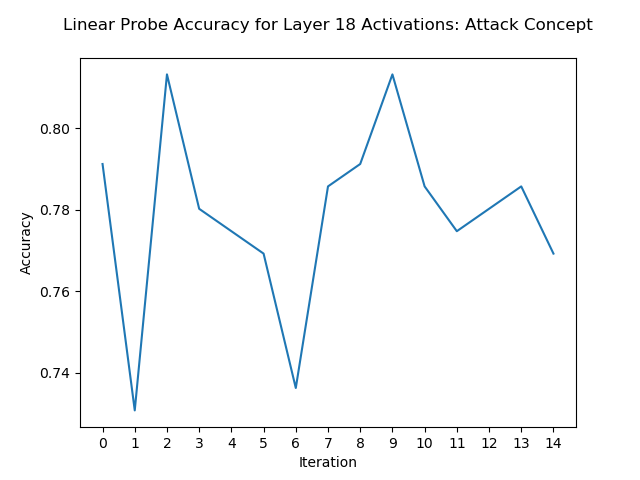 Linear Probe Accuracy for Layer 18 Activations: Attack Concept
Accuracy
0.80
0.78
0.76
0.74
0 1 2 3 4 5 6 7 8 9 10 11 12 13 14
Iteration